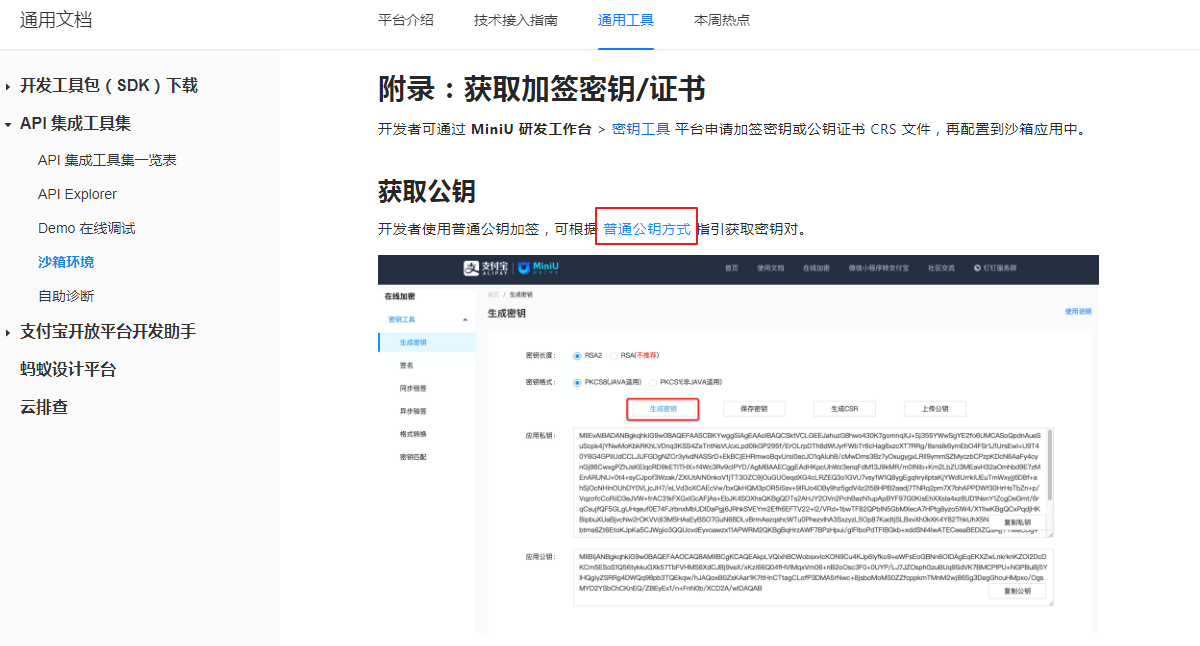 通用文档
平台介绍 技术接入指南 通用工具 本周热点
开发工具包（SDK）下载
API 集成工具集
API 集成工具集一览表
API Explorer
Demo 在线调试
沙箱环境
自助诊断
支付宝开放平台开发助手
蚂蚁设计平台
云排查
附录：获取加签密钥/证书
开发者可通过 MiniU 研发工作台 > 密钥工具 平台申请加签密钥或公钥证书 CRS 文件，再配置到沙箱应用中。
获取公钥
开发者使用普通公钥加签，可根据 普通公钥方式 指引获取密钥对。
支付宝 ALIPAY MiniU
首页 使用文档 在线加密 微信小程序转支付宝 社区交流 钉钉服务群
在线加密
密钥工具
生成密钥
签名
同步验签
异步验签
格式转换
密钥匹配
首页 / 生成密钥
生成密钥
使用说明
密钥长度： RSA2 RSA(不推荐)
密钥格式： PKCS8(JAVA适用) PKCS1(非JAVA适用)
生成密钥 保存密钥 生成CSR 上传公钥
应用私钥：
复制私钥
应用公钥：
复制公钥